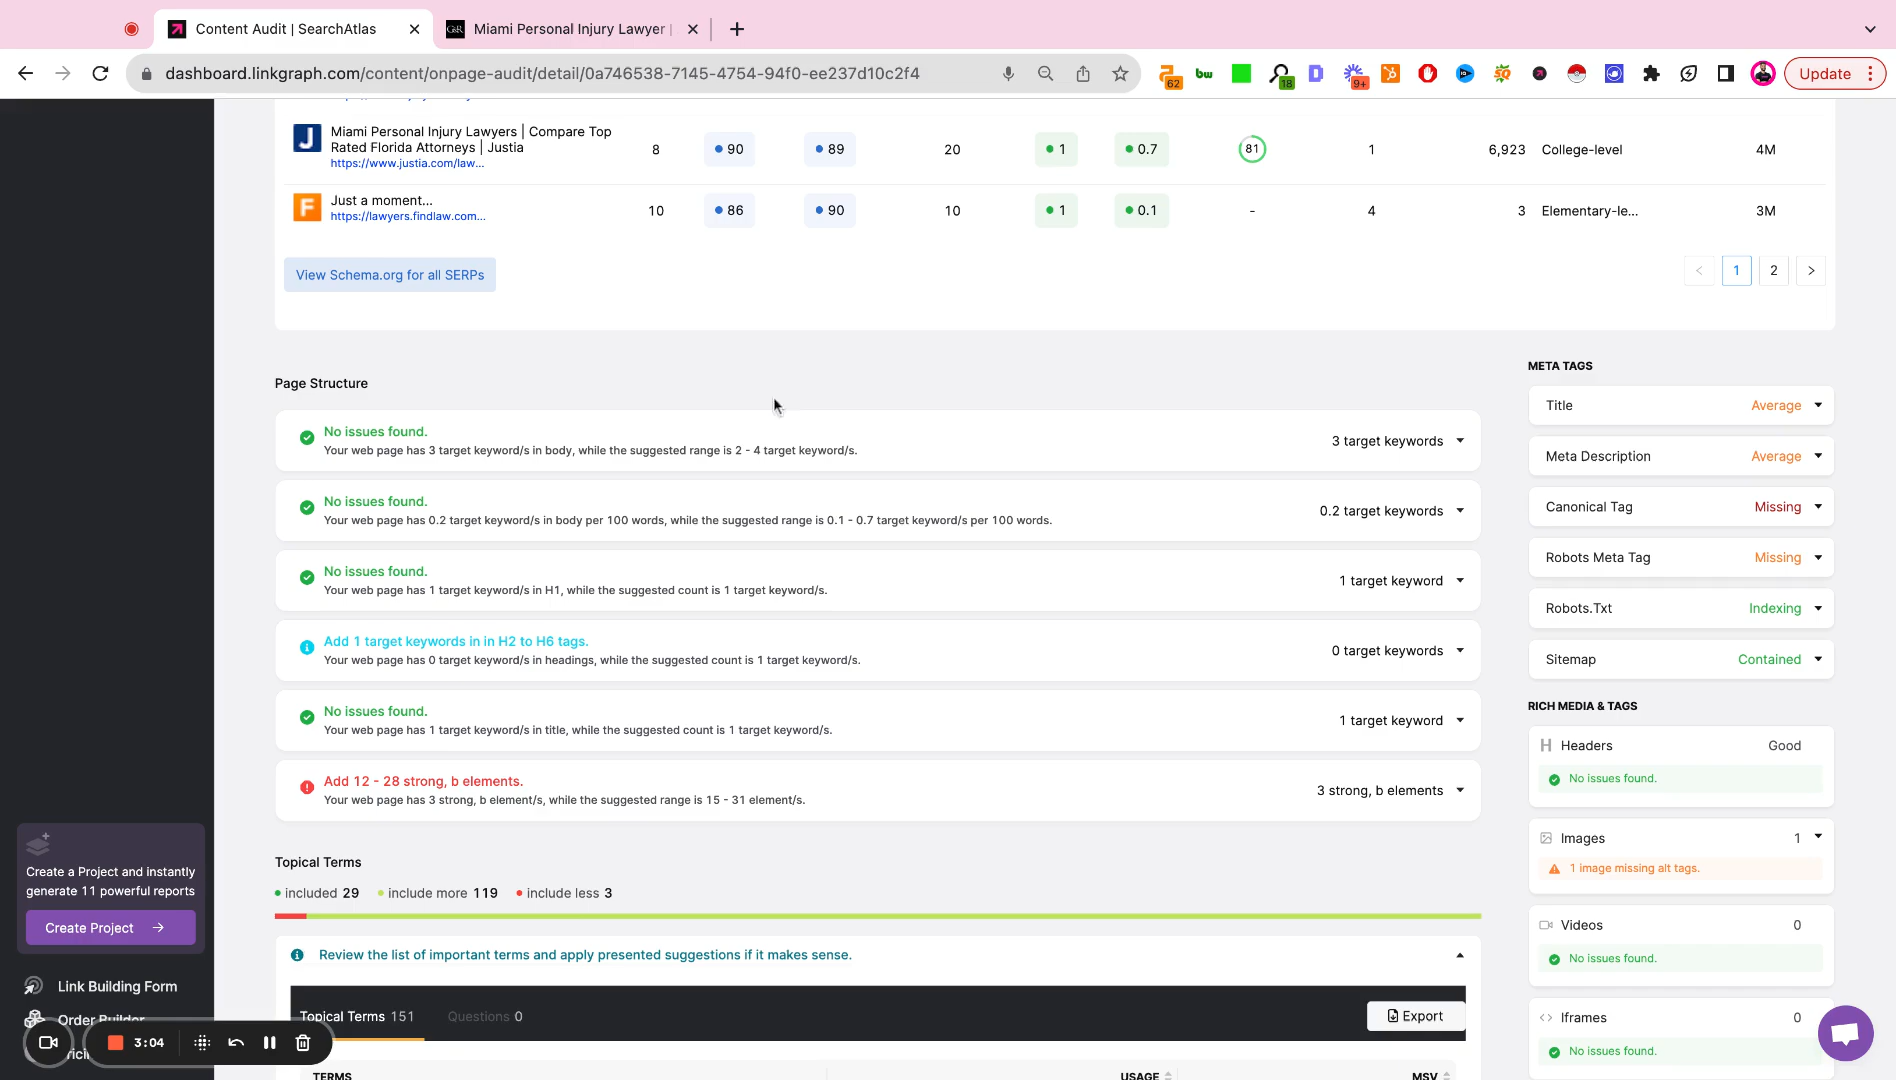 Content Audit | SearchAtlas
Miami Personal Injury Lawyer |
dashboard.linkgraph.com/content/onpage-audit/detail/0a746538-7145-4754-94f0-ee237d10c2f4
62
bw
18
9+
Update
Miami Personal Injury Lawyers | Compare Top
Rated Florida Attorneys | Justia
https://www.justia.com/law...
8
90
89
20
1
0.7
81
1
6,923
College-level
4M
Just a moment...
https://lawyers.findlaw.com...
10
86
90
10
1
0.1
-
4
3
Elementary-le...
3M
View Schema.org for all SERPs
<
1
2
>
Page Structure
No issues found.
Your web page has 3 target keyword/s in body, while the suggested range is 2 - 4 target keyword/s.
3 target keywords
No issues found.
Your web page has 0.2 target keyword/s in body per 100 words, while the suggested range is 0.1 - 0.7 target keyword/s per 100 words.
0.2 target keywords
No issues found.
Your web page has 1 target keyword/s in H1, while the suggested count is 1 target keyword/s.
1 target keyword
Add 1 target keywords in in H2 to H6 tags.
Your web page has 0 target keyword/s in headings, while the suggested count is 1 target keyword/s.
0 target keywords
No issues found.
Your web page has 1 target keyword/s in title, while the suggested count is 1 target keyword/s.
1 target keyword
Add 12 - 28 strong, b elements.
Your web page has 3 strong, b element/s, while the suggested range is 15 - 31 element/s.
3 strong, b elements
Topical Terms
included 29
include more 119
include less 3
Review the list of important terms and apply presented suggestions if it makes sense.
Topical Terms 151
Questions 0
Export
TERMS
USAGE
MSV
META TAGS
Title
Average
Meta Description
Average
Canonical Tag
Missing
Robots Meta Tag
Missing
Robots.Txt
Indexing
Sitemap
Contained
RICH MEDIA & TAGS
Headers
Good
No issues found.
Images
1
1 image missing alt tags.
Videos
0
No issues found.
Iframes
0
No issues found.
Create a Project and instantly
generate 11 powerful reports
Create Project
Link Building Form
Order Builder
3:04